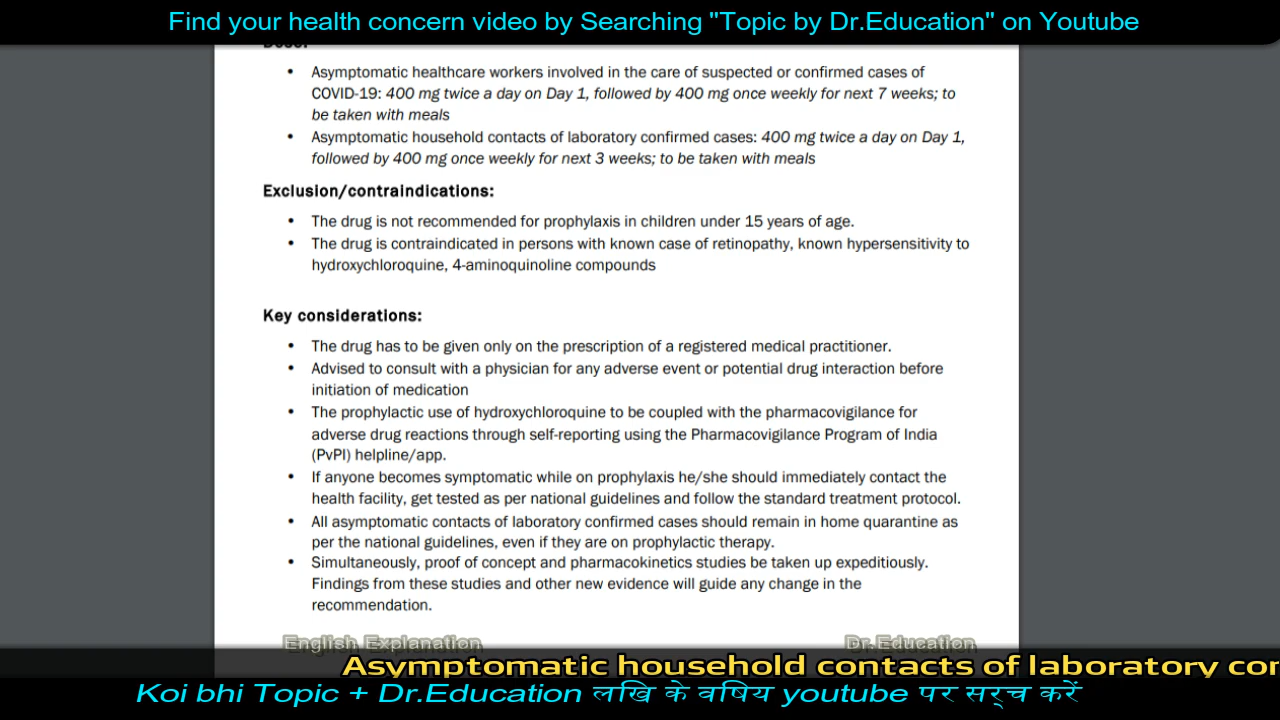 Find your health concern video by Searching "Topic by Dr.Education" on Youtube
Dose:
• Asymptomatic healthcare workers involved in the care of suspected or confirmed cases of
COVID-19: 400 mg twice a day on Day 1, followed by 400 mg once weekly for next 7 weeks; to
be taken with meals
• Asymptomatic household contacts of laboratory confirmed cases: 400 mg twice a day on Day 1,
followed by 400 mg once weekly for next 3 weeks; to be taken with meals
Exclusion/contraindications:
• The drug is not recommended for prophylaxis in children under 15 years of age.
• The drug is contraindicated in persons with known case of retinopathy, known hypersensitivity to
hydroxychloroquine, 4-aminoquinoline compounds
Key considerations:
• The drug has to be given only on the prescription of a registered medical practitioner.
• Advised to consult with a physician for any adverse event or potential drug interaction before
initiation of medication
• The prophylactic use of hydroxychloroquine to be coupled with the pharmacovigilance for
adverse drug reactions through self-reporting using the Pharmacovigilance Program of India
(PvPI) helpline/app.
• If anyone becomes symptomatic while on prophylaxis he/she should immediately contact the
health facility, get tested as per national guidelines and follow the standard treatment protocol.
• All asymptomatic contacts of laboratory confirmed cases should remain in home quarantine as
per the national guidelines, even if they are on prophylactic therapy.
• Simultaneously, proof of concept and pharmacokinetics studies be taken up expeditiously.
Findings from these studies and other new evidence will guide any change in the
recommendation.
English Explanation Dr.Education
Asymptomatic household contacts of laboratory con
Koi bhi Topic + Dr.Education लिख के विषय youtube पर सर्च करें